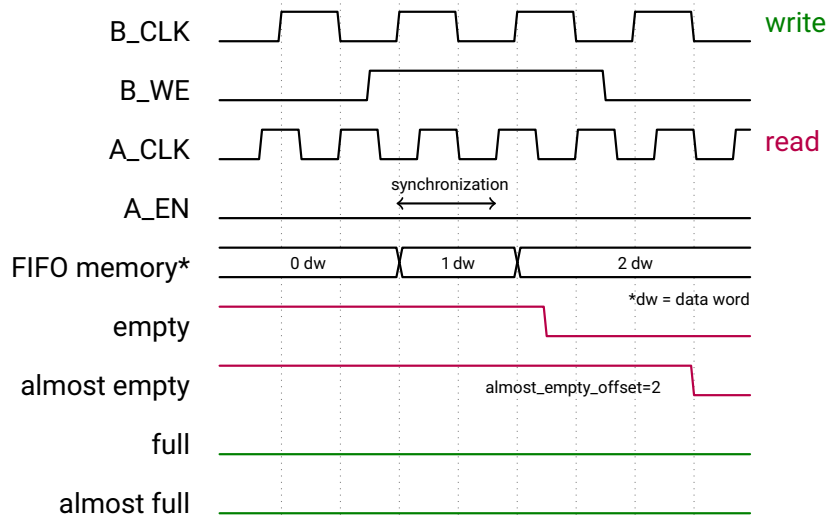 B_CLK
write
B_WE
A_CLK
read
synchronization
A_EN
FIFO memory*
0 dw
1 dw
2 dw
*dw = data word
empty
almost empty
almost_empty_offset=2
full
almost full